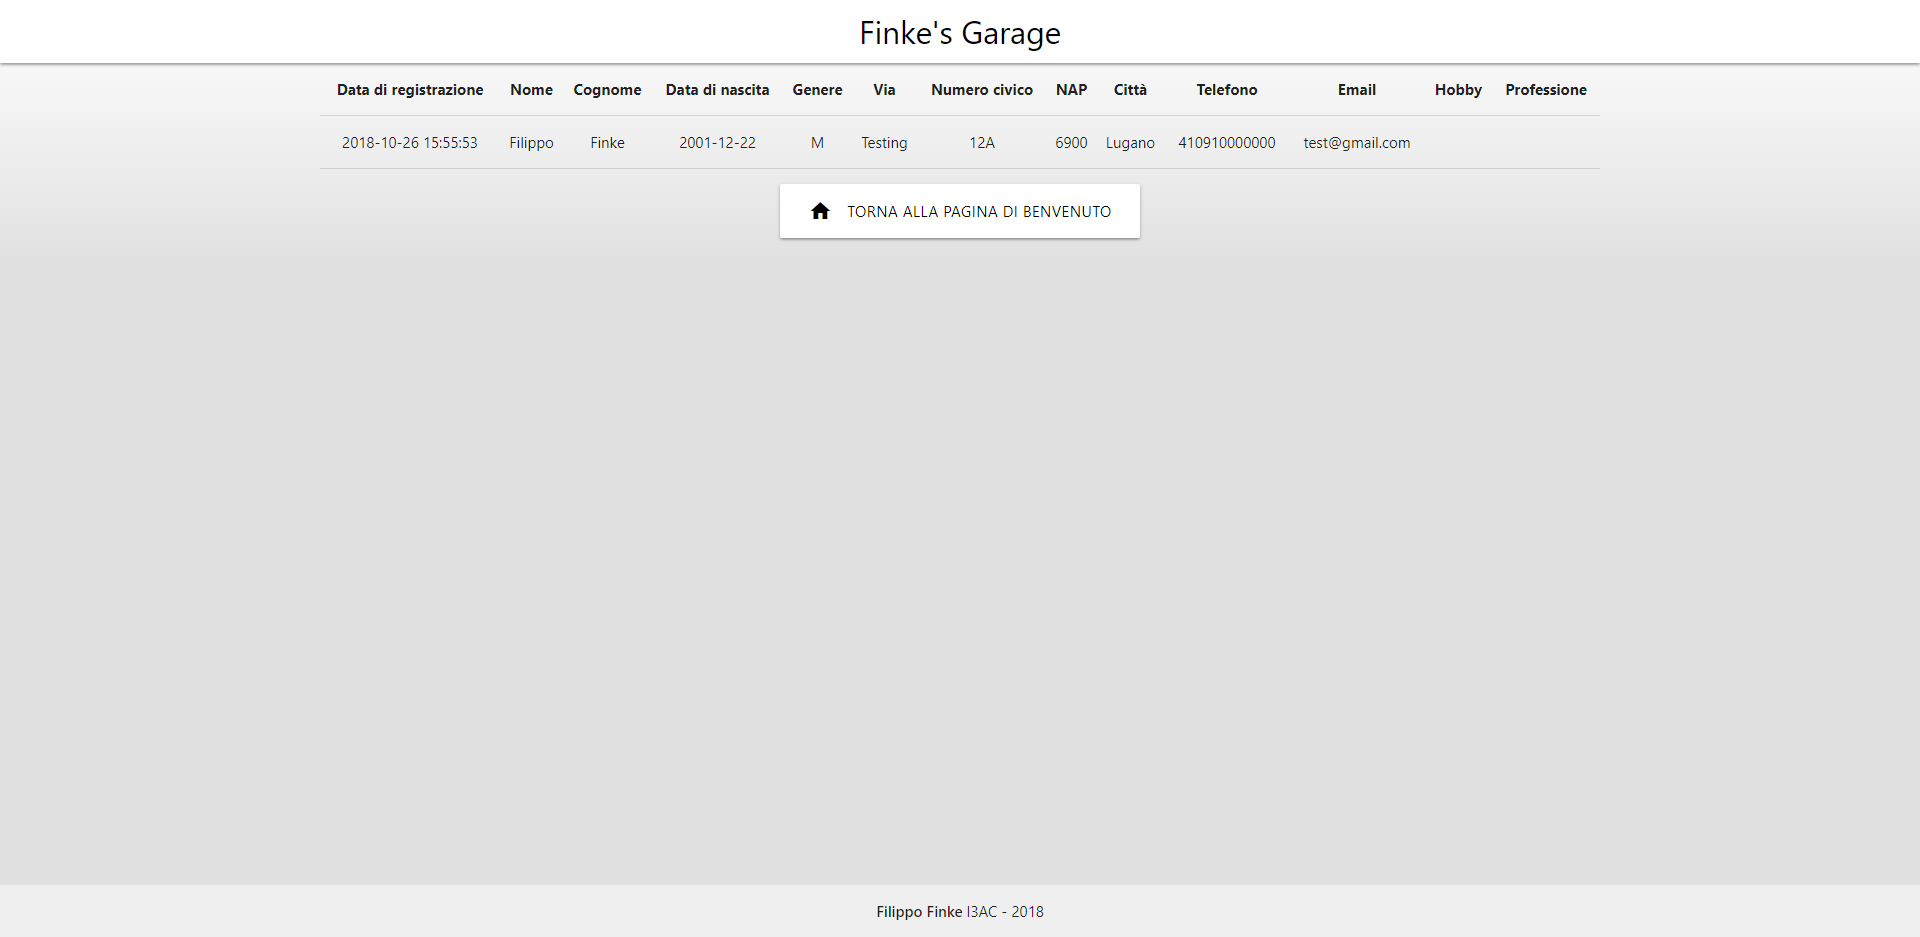 Finke's Garage
Data di registrazione Nome Cognome Data di nascita Genere Via Numero civico NAP Città Telefono Email Hobby Professione
2018-10-26 15:55:53 Filippo Finke 2001-12-22 M Testing 12A 6900 Lugano 410910000000 test@gmail.com
TORNA ALLA PAGINA DI BENVENUTO
Filippo Finke I3AC - 2018